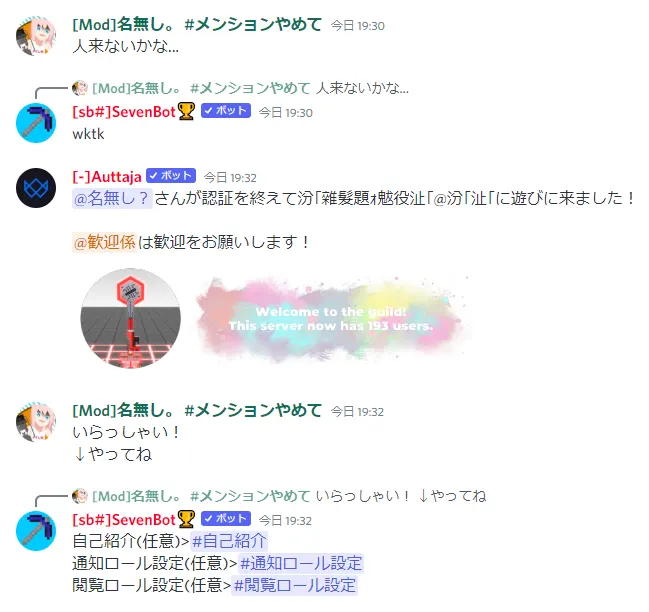 [Mod]名無し。 #メンションやめて 今日 19:30
人来ないかな...
[Mod]名無し。 #メンションやめて 人来ないかな...
[sb#]SevenBot🏆 ✓ボット 今日 19:30
wktk
[-]Auttaja ✓ボット 今日 19:32
@名無し？さんが認証を終えて汾｢雑髮題ｫ魃役沚｢@汾｢沚｢に遊びに来ました！
@歓迎係は歓迎をお願いします！
Welcome to the guild!
This server now has 193 users.
[Mod]名無し。 #メンションやめて 今日 19:32
いらっしゃい！
↓やってね
[Mod]名無し。 #メンションやめて いらっしゃい！ ↓やってね
[sb#]SevenBot🏆 ✓ボット 今日 19:32
自己紹介(任意)>#自己紹介
通知ロール設定(任意)>#通知ロール設定
閲覧ロール設定(任意>#閲覧ロール設定